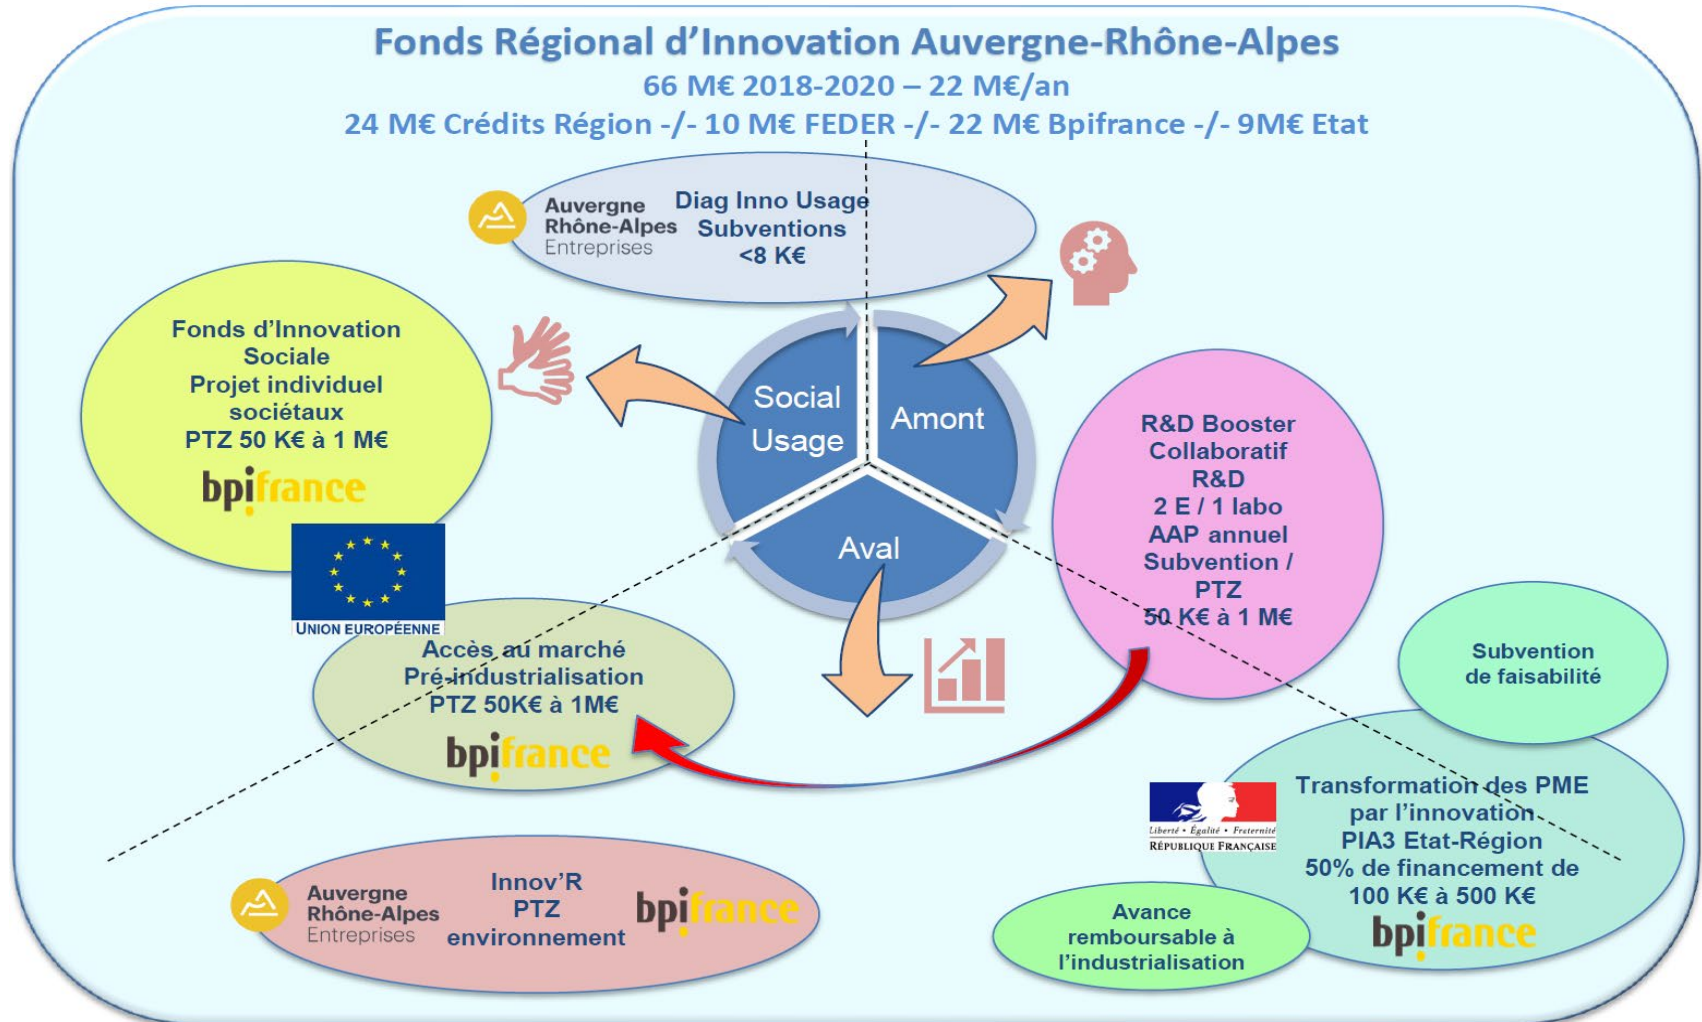 Fonds Régional d’Innovation Auvergne-Rhône-Alpes
66 M€ 2018-2020 – 22 M€/an
24 M€ Crédits Région -/- 10 M€ FEDER -/- 22 M€ Bpifrance -/- 9M€ Etat
Auvergne
Rhône-Alpes
Entreprises
Diag Inno Usage
Subventions
<8 K€
Fonds d’Innovation
Sociale
Projet individuel
sociétaux
PTZ 50 K€ à 1 M€
bpifrance
UNION EUROPÉENNE
Social
Usage
Amont
Aval
R&D Booster
Collaboratif
R&D
2 E / 1 labo
AAP annuel
Subvention /
PTZ
50 K€ à 1 M€
Accès au marché
Pré-industrialisation
PTZ 50K€ à 1M€
bpifrance
Subvention
de faisabilité
Liberté • Égalité • Fraternité
RÉPUBLIQUE FRANÇAISE
Transformation des PME
par l’innovation
PIA3 Etat-Région
50% de financement de
100 K€ à 500 K€
bpifrance
Auvergne
Rhône-Alpes
Entreprises
Innov’R
PTZ
environnement
bpifrance
Avance
remboursable à
l’industrialisation